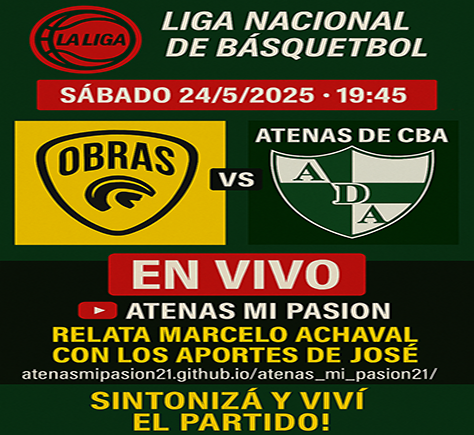 LA LIGA
LIGA NACIONAL
DE BÁSQUETBOL
SÁBADO 24/5/2025 · 19:45
OBRAS
VS
ATENAS DE CBA
A
D
A
EN VIVO
ATENAS MI PASION
RELATA MARCELO ACHAVAL
CON LOS APORTES DE JOSÉ
atenasmipasion21.github.io/atenas_mi_pasion21/
SINTONIZÁ Y VIVÍ
EL PARTIDO!